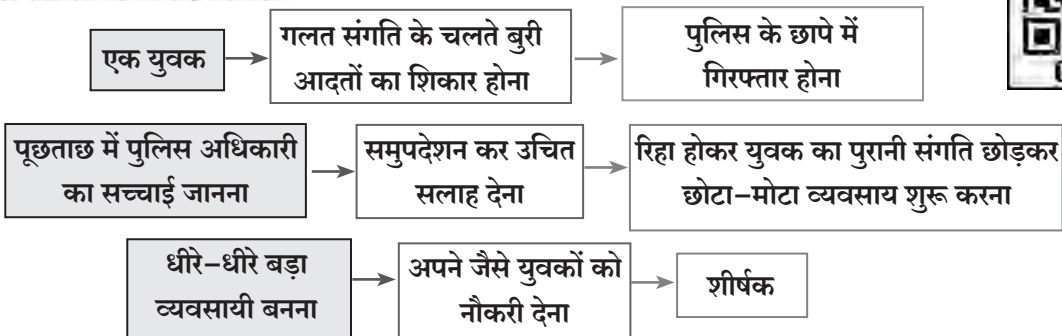 एक युवक
गलत संगति के चलते बुरी
आदतों का शिकार होना
पुलिस के छापे में
गिरफ्तार होना
पूछताछ में पुलिस अधिकारी
का सच्चाई जानना
समुपदेशन कर उचित
सलाह देना
रिहा होकर युवक का पुरानी संगति छोड़कर
छोटा-मोटा व्यवसाय शुरू करना
धीरे-धीरे बड़ा
व्यवसायी बनना
अपने जैसे युवकों को
नौकरी देना
शीर्षक